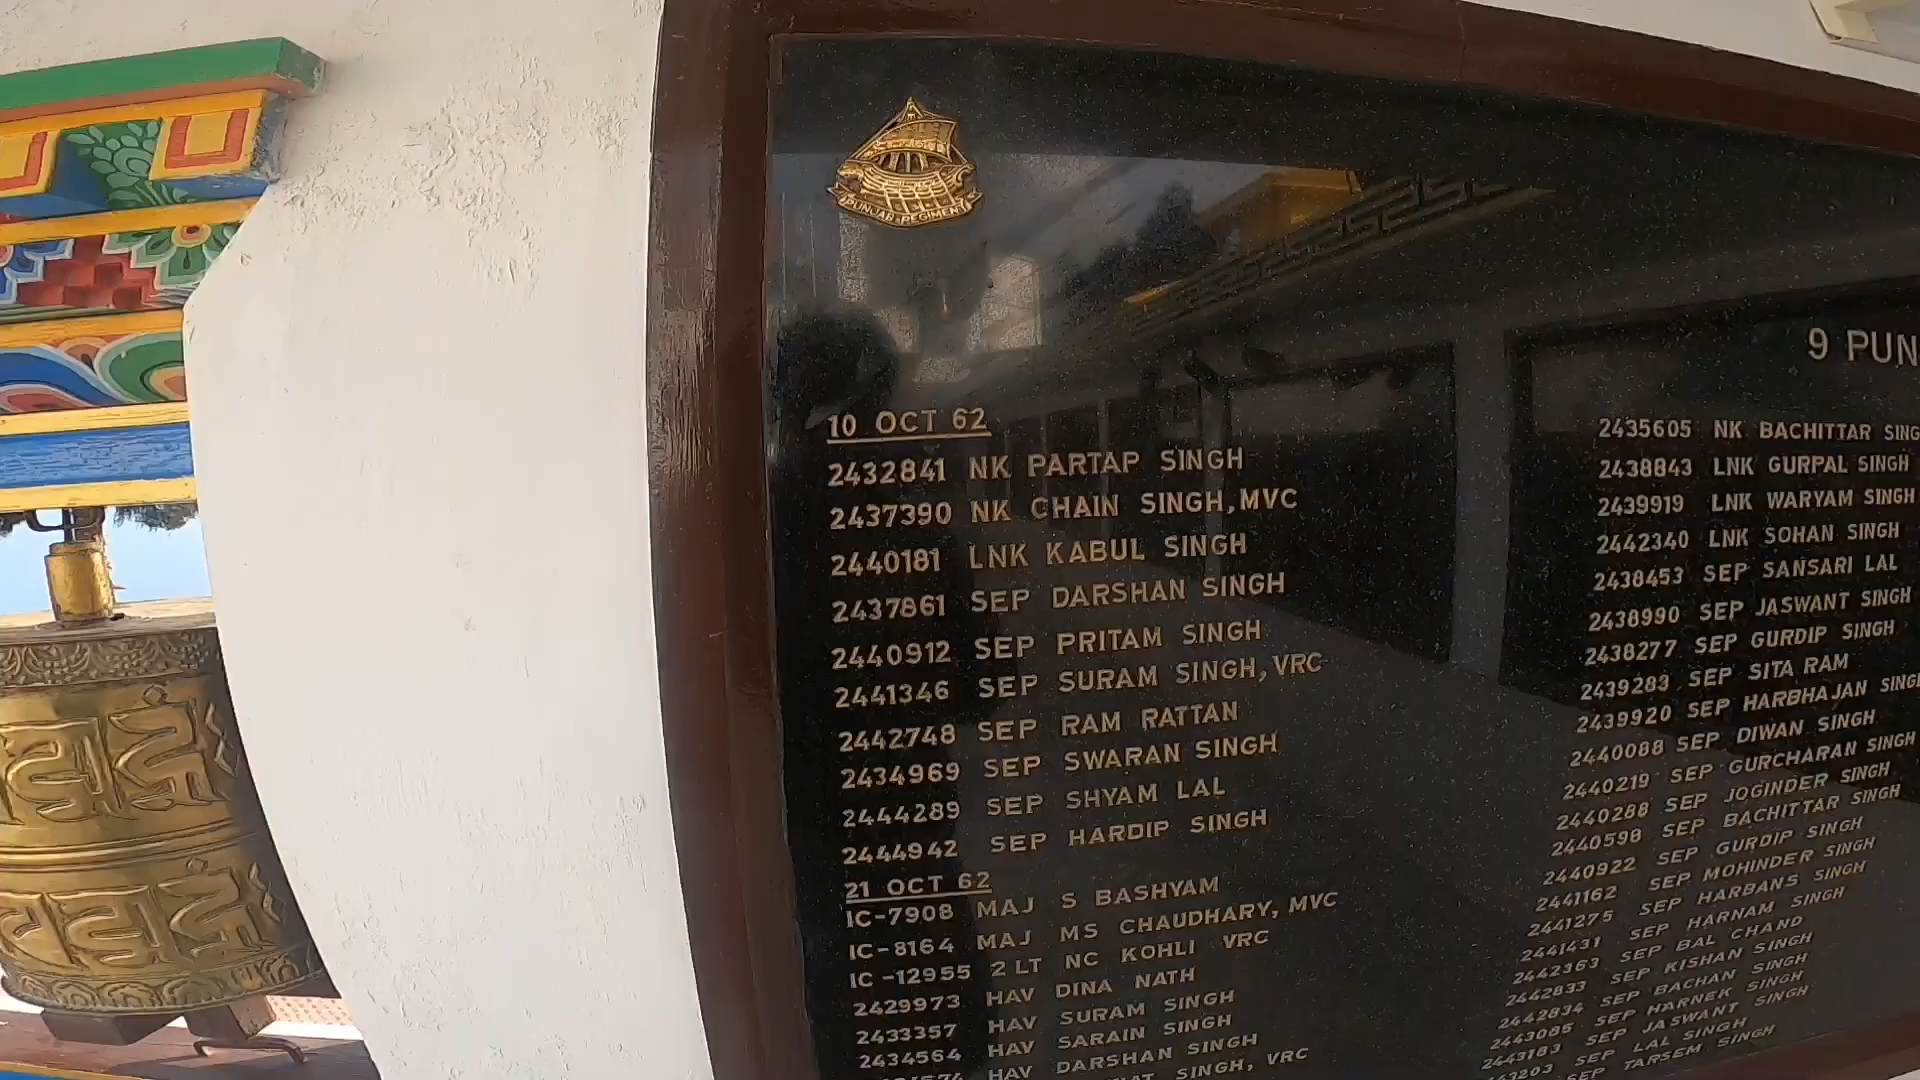 PUNJAB REGIMENT
9 PUN
10 OCT 62
2432841 NK PARTAP SINGH
2437390 NK CHAIN SINGH, MVC
2440181 LNK KABUL SINGH
2437861 SEP DARSHAN SINGH
2440912 SEP PRITAM SINGH
2441346 SEP SURAM SINGH, VRC
2442748 SEP RAM RATTAN
2434969 SEP SWARAN SINGH
2444289 SEP SHYAM LAL
2444942 SEP HARDIP SINGH
21 OCT 62
IC-7908 MAJ S BASHYAM
IC-8164 MAJ MS CHAUDHARY, MVC
IC-12955 2 LT NC KOHLI VRC
2429973 HAV DINA NATH
2433357 HAV SURAM SINGH
2434564 HAV SARAIN SINGH
HAV DARSHAN SINGH
SINGH, VRC
2435605 NK BACHITTAR SING
2438843 LNK GURPAL SINGH
2439919 LNK WARYAM SINGH
2442340 LNK SOHAN SINGH
2438453 SEP SANSARI LAL
2438990 SEP JASWANT SINGH
2438277 SEP GURDIP SINGH
2439283 SEP SITA RAM
2439920 SEP HARBHAJAN SINGH
2440088 SEP DIWAN SINGH
2440219 SEP GURCHARAN SINGH
2440288 SEP JOGINDER SINGH
2440598 SEP BACHITTAR SINGH
2440922 SEP GURDIP SINGH
2441162 SEP MOHINDER SINGH
2441275 SEP HARBANS SINGH
2441431 SEP HARNAM SINGH
2442363 SEP BAL CHAND
2442833 SEP KISHAN SINGH
2442834 SEP BACHAN SINGH
2443085 SEP HARNEK SINGH
2443183 SEP JASWANT SINGH
SEP LAL SINGH
SEP TARSEM SINGH